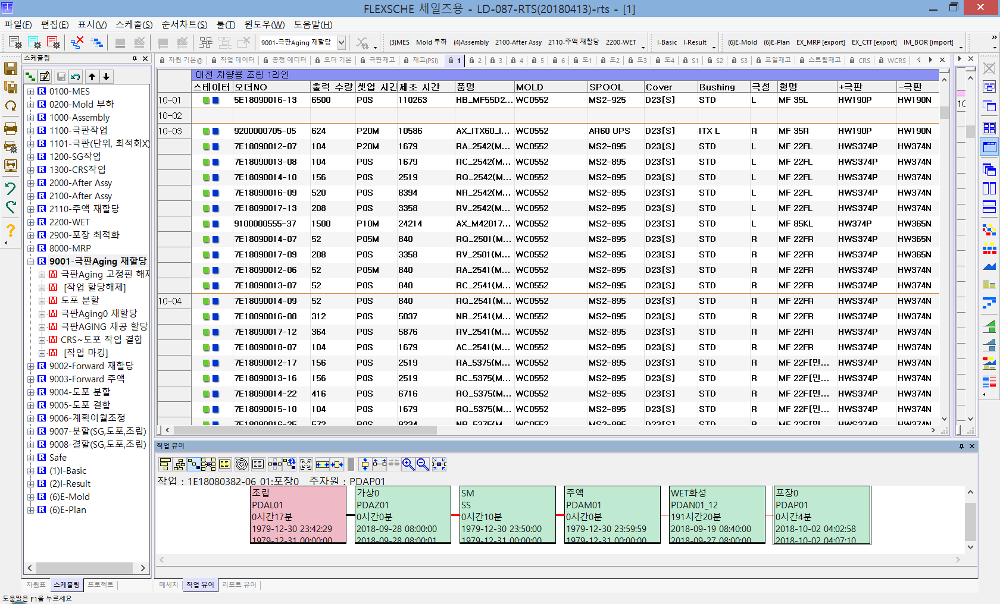 FLEXSCHE 세일즈용 - LD-087-RTS(20180413)-rts - [1]
파일(F) 편집(E) 표시(V) 스케줄(S) 순서차트(S) 툴(T) 윈도우(W) 도움말(H)
9001-극판Aging 재할당 (3)MES Mold 부하 (4)Assembly 2100-After Assy 2110-주액 재할당 2200-WET I-Basic I-Result (6)E-Mold (6)E-Plan EX_MRP [export] EX_CTT [export] IM_BOR [import]
스케쥴링
자원 기본@ 작업 데이터 공정 에디터 오더 기본 극판재고 재고(PSI) 1 2 3 4 5 6 도1 도2 도3 도4 S1 S2 S3 코일재고 스트립재고 CRS WCRS
0100-MES
0200-Mold 부하
1000-Assembly
1100-극판작업
1101-극판(단위, 최적화X)
1200-SG작업
1300-CRS작업
2000-After Assy
2100-After Assy
2110-주액 재할당
2200-WET
2900-포장 최적화
8000-MRP
9001-극판Aging 재할당
극판Aging 고정핀 해제
[작업 할당해제]
도포 분할
극판Aging0 재할당
극판AGING 재공 할당
CRS~도포 작업 결합
[작업 마킹]
9002-Forward 재할당
9003-Forward 주액
9004-도포 분할
9005-도포 결합
9006-계획이월조정
9007-분할(SG,도포,조립)
9008-결할(SG,도포,조립)
Safe
(1)I-Basic
(2)I-Result
(6)E-Mold
(6)E-Plan
자원표 스케쥴링 프로젝트
대전 차량용 조립 1라인
스테이터 오더NO 출력 수량 셋업 시간 제조 시간 품명 MOLD SPOOL Cover Bushing 극성 형명 +극판 -극판
10-01 5E18090016-13 6500 P0S 110263 HB_MF55D2... WC0552 MS2-925 D23[S] L MF 35L HW190P HW190N
10-02
10-03 9200000705-05 624 P20M 10586 AX_ITX60_I... WC0552 AR60 UPS D23[S] ITX L R MF 35R HW190P HW190N
7E18090012-07 104 P20M 1679 RA_2542(M... WC0552 MS2-895 D23[S] STD L MF 22FL HWS374P HW374N
7E18090013-08 104 P0S 1679 RC_2542(M... WC0552 MS2-895 D23[S] STD L MF 22FL HWS374P HW374N
7E18090014-10 156 P0S 2519 RQ_2542(M... WC0552 MS2-895 D23[S] STD L MF 22FL HWS374P HW374N
7E18090016-09 520 P0S 8394 NR_2542(M... WC0552 MS2-895 D23[S] STD L MF 22FL HWS374P HW374N
7E18090017-13 208 P0S 3358 RV_2542(M... WC0552 MS2-895 D23[S] STD L MF 22FL HWS374P HW374N
9100000555-37 1500 P10M 24214 AX_M42017... WC0552 MS2-895 D23[S] STD L MF 85KL HW374P HW365N
7E18090014-07 52 P05M 840 RQ_2501(M... WC0552 MS2-895 D23[S] STD R MF 22FR HWS374P HW365N
7E18090017-09 208 P0S 3358 RV_2501(M... WC0552 MS2-895 D23[S] STD R MF 22FR HWS374P HW365N
7E18090012-06 52 P05M 840 RA_2541(M... WC0552 MS2-895 D23[S] STD R MF 22FR HWS374P HW374N
7E18090013-07 52 P0S 840 RC_2541(M... WC0552 MS2-895 D23[S] STD R MF 22FR HWS374P HW374N
10-04 7E18090014-09 52 P0S 840 RQ_2541(M... WC0552 MS2-895 D23[S] STD R MF 22FR HWS374P HW374N
7E18090016-08 312 P0S 5037 NR_2541(M... WC0552 MS2-895 D23[S] STD R MF 22FR HWS374P HW374N
7E18090017-12 364 P0S 5876 RV_2541(M... WC0552 MS2-895 D23[S] STD R MF 22FR HWS374P HW374N
7E18090018-07 104 P0S 1679 AC_2541(M... WC0552 MS2-895 D23[S] STD R MF 22FR HWS374P HW374N
7E18090012-17 156 P0S 2519 RA_5375(M... WC0552 MS2-895 D23[S] STD R MF 22F[민... HWS374P HW374N
7E18090013-16 156 P0S 2519 RC_5375(M... WC0552 MS2-895 D23[S] STD R MF 22F[민... HWS374P HW374N
7E18090014-22 416 P0S 6716 RQ_5375(M... WC0552 MS2-895 D23[S] STD R MF 22F[민... HWS374P HW374N
7E18090015-10 104 P0S 1679 RQ_5375(M... WC0552 MS2-895 D23[S] STD R MF 22F[민... HWS374P HW374N
7E18090016-25 572 P0S 9234 NR_5375(M... WC0552 MS2-895 D23[S] STD R MF 22F[민... HWS374P HW374N
10
작업 뷰어
작업 : 1E18080382-06 01:포장0 주자원 : PDAP01
조립
PDAL01
0시간17분
1979-12-30 23:42:29
1979-12-31 00:00:00
가상0
PDAZ01
0시간0분
2018-09-28 08:00:00
2018-09-28 08:00:01
SM
SS
0시간10분
1979-12-30 23:50:00
1979-12-31 00:00:00
주액
PDAM01
0시간0분
1979-12-30 23:59:59
1979-12-31 00:00:00
WET화성
PDAN01_12
191시간20분
2018-09-19 08:40:00
2018-09-27 08:00:00
포장0
PDAP01
0시간4분
2018-10-02 04:02:58
2018-10-02 04:07:10
메세지 작업 뷰어 리포트 뷰어
도움말은 F1을 누르세요